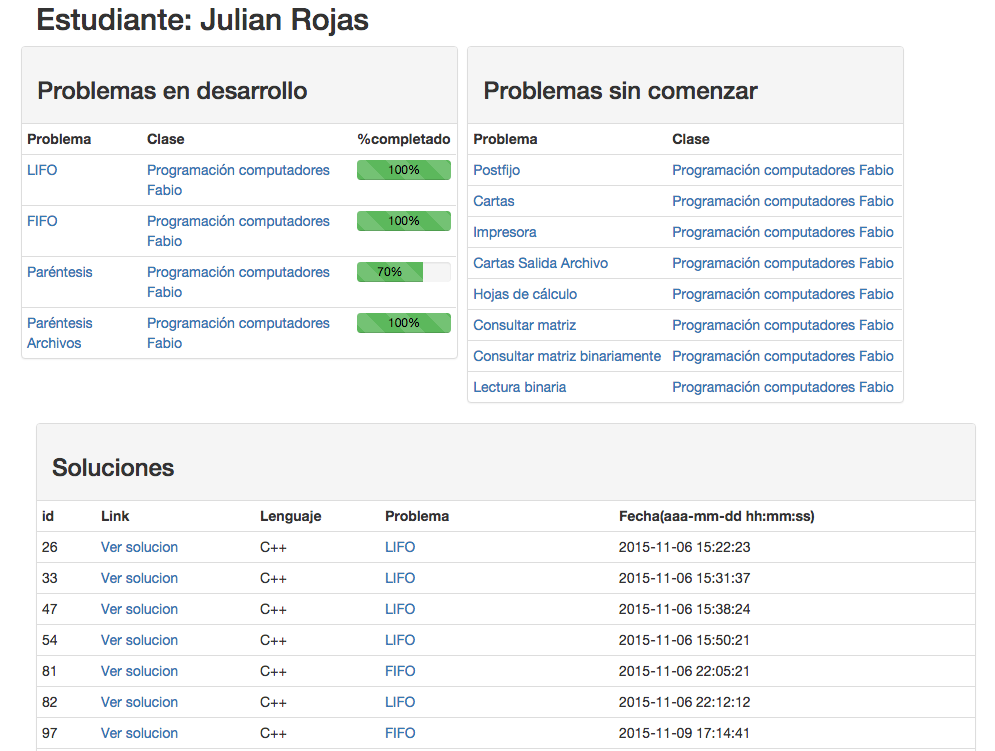 Estudiante: Julian Rojas
Problemas en desarrollo
Problema Clase %completado
LIFO Programación computadores 100%
Fabio
FIFO Programación computadores 100%
Fabio
Paréntesis Programación computadores 70%
Fabio
Paréntesis Programación computadores 100%
Archivos Fabio
Problemas sin comenzar
Problema Clase
Postfijo Programación computadores Fabio
Cartas Programación computadores Fabio
Impresora Programación computadores Fabio
Cartas Salida Archivo Programación computadores Fabio
Hojas de cálculo Programación computadores Fabio
Consultar matriz Programación computadores Fabio
Consultar matriz binariamente Programación computadores Fabio
Lectura binaria Programación computadores Fabio
Soluciones
id Link Lenguaje Problema Fecha(aaa-mm-dd hh:mm:ss)
26 Ver solucion C++ LIFO 2015-11-06 15:22:23
33 Ver solucion C++ LIFO 2015-11-06 15:31:37
47 Ver solucion C++ LIFO 2015-11-06 15:38:24
54 Ver solucion C++ LIFO 2015-11-06 15:50:21
81 Ver solucion C++ FIFO 2015-11-06 22:05:21
82 Ver solucion C++ LIFO 2015-11-06 22:12:12
97 Ver solucion C++ FIFO 2015-11-09 17:14:41